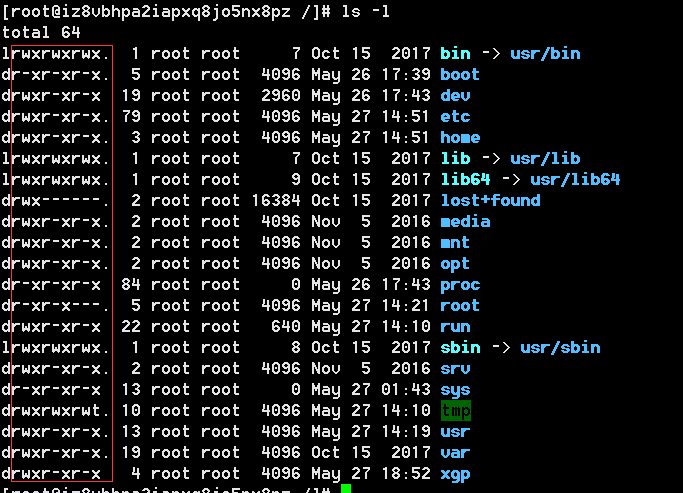 [root@iz8vbhpa2iapxq8jo5nx8pz /]# ls -l
total 64
lrwxrwxrwx.  1 root root     7 Oct 15  2017 bin -> usr/bin
dr-xr-xr-x.  5 root root  4096 May 26 17:39 boot
drwxr-xr-x  19 root root  2960 May 26 17:43 dev
drwxr-xr-x. 79 root root  4096 May 27 14:51 etc
drwxr-xr-x.  3 root root  4096 May 27 14:51 home
lrwxrwxrwx.  1 root root     7 Oct 15  2017 lib -> usr/lib
lrwxrwxrwx.  1 root root     9 Oct 15  2017 lib64 -> usr/lib64
drwx------.  2 root root 16384 Oct 15  2017 lost+found
drwxr-xr-x.  2 root root  4096 Nov  5  2016 media
drwxr-xr-x.  2 root root  4096 Nov  5  2016 mnt
drwxr-xr-x.  2 root root  4096 Nov  5  2016 opt
dr-xr-xr-x  84 root root     0 May 26 17:43 proc
dr-xr-x---.  5 root root  4096 May 27 14:21 root
drwxr-xr-x  22 root root   640 May 27 14:10 run
lrwxrwxrwx.  1 root root     8 Oct 15  2017 sbin -> usr/sbin
drwxr-xr-x.  2 root root  4096 Nov  5  2016 srv
dr-xr-xr-x  13 root root     0 May 27 01:43 sys
drwxrwxrwt. 10 root root  4096 May 27 14:10 tmp
drwxr-xr-x. 13 root root  4096 May 27 14:19 usr
drwxr-xr-x. 19 root root  4096 Oct 15  2017 var
drwxr-xr-x   4 root root  4096 May 27 18:52 xgp
[root@iz8vbhpa2iapxq8jo5nx8pz /]#